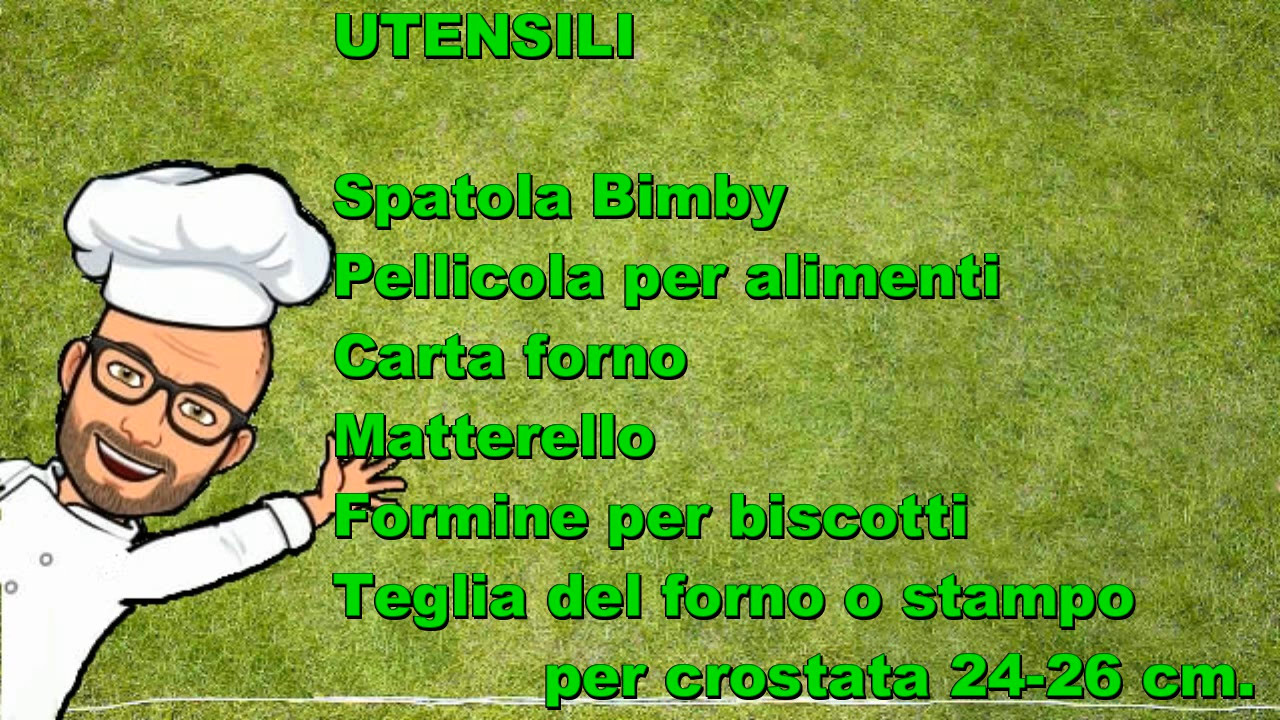 UTENSILI
Spatola Bimby
Pellicola per alimenti
Carta forno
Matterello
Formine per biscotti
Teglia del forno o stampo
per crostata 24-26 cm.